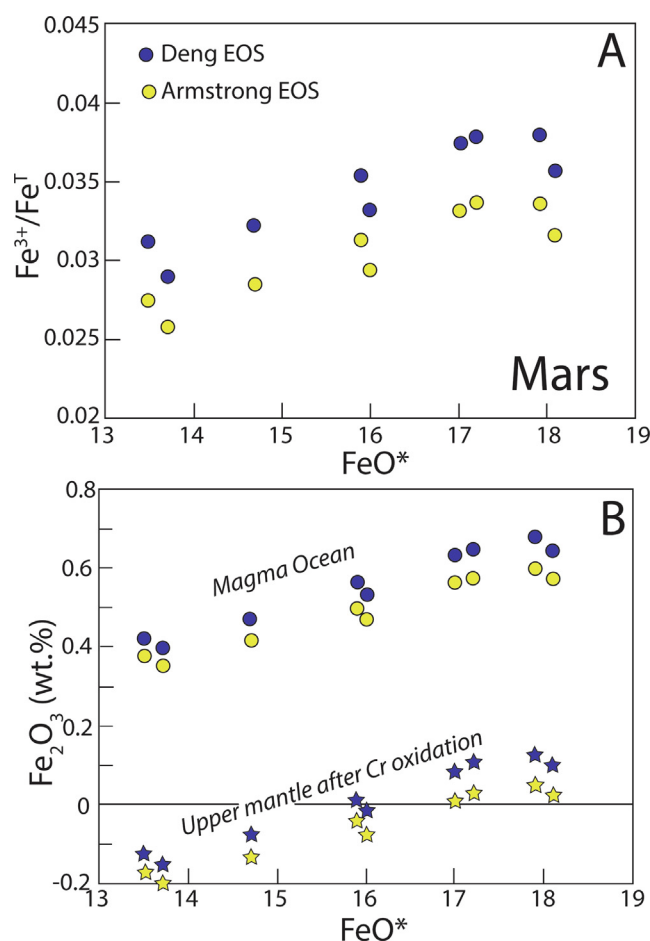 0.045
A
Deng EOS
Armstrong EOS
0.04
0.035
0.03
0.025
0.02
Fe³⁺/Feᵀ
Mars
13 14 15 16 17 18 19
FeO*
0.8
B
Magma Ocean
0.6
0.4
0.2
0
-0.2
Fe₂O₃ (wt.%)
Upper mantle after Cr oxidation
13 14 15 16 17 18 19
FeO*